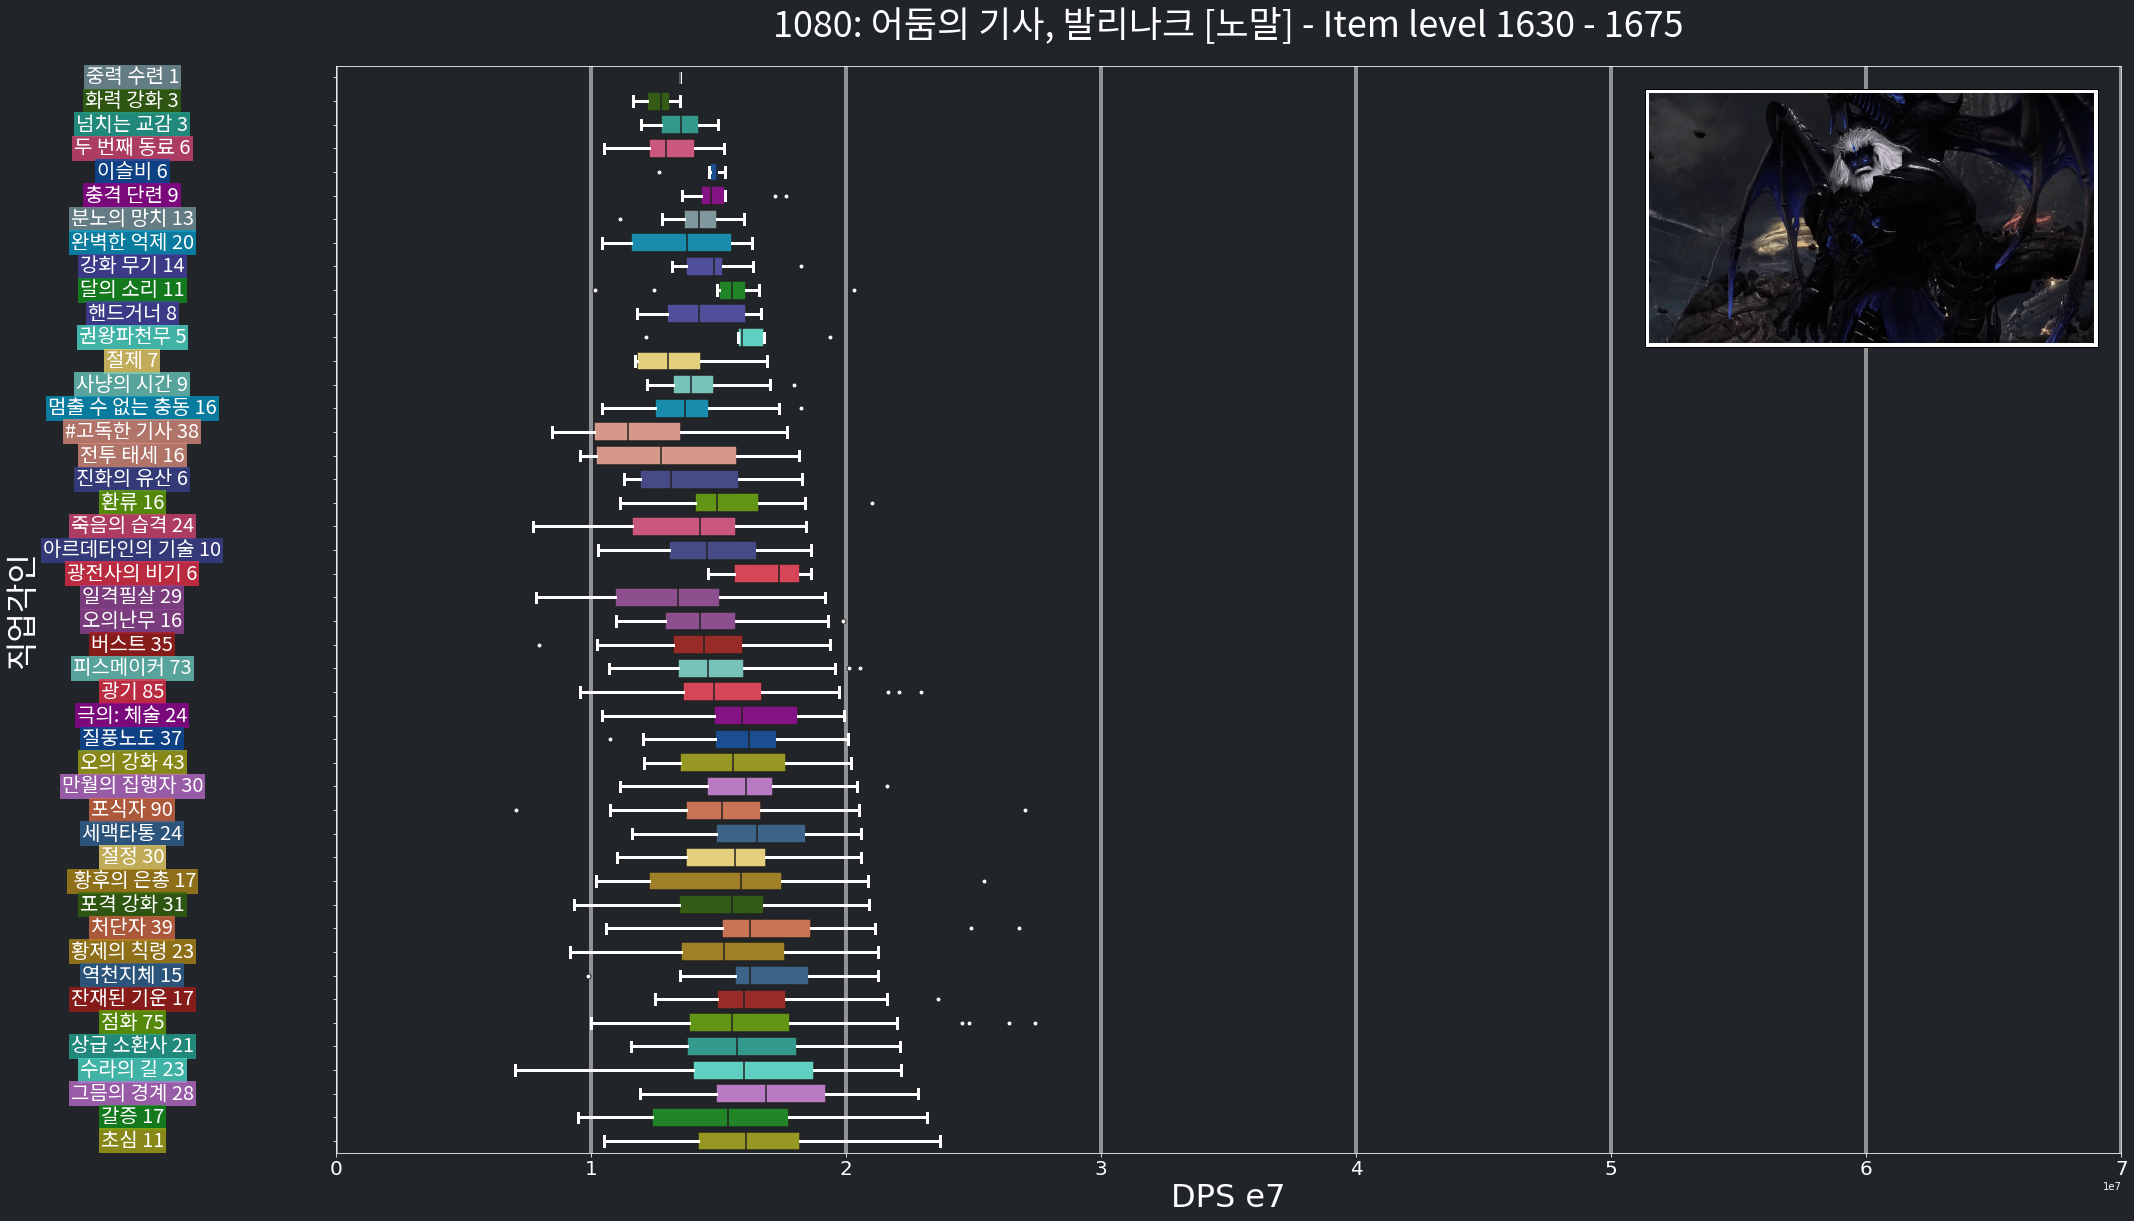 1080: 어둠의 기사, 발리나크 [노말] - Item level 1630 - 1675
중력 수련 1
화력 강화 3
넘치는 교감 3
두 번째 동료 6
이슬비 6
충격 단련 9
분노의 망치 13
완벽한 억제 20
강화 무기 14
달의 소리 11
핸드거너 8
권왕파천무 5
절제 7
사냥의 시간 9
멈출 수 없는 충동 16
#고독한 기사 38
전투 태세 16
진화의 유산 6
환류 16
죽음의 습격 24
아르데타인의 기술 10
광전사의 비기 6
일격필살 29
오의난무 16
버스트 35
피스메이커 73
광기 85
극의: 체술 24
질풍노도 37
오의 강화 43
만월의 집행자 30
포식자 90
세맥타통 24
절정 30
황후의 은총 17
포격 강화 31
처단자 39
황제의 칙령 23
역천지체 15
잔재된 기운 17
점화 75
상급 소환사 21
수라의 길 23
그믐의 경계 28
갈증 17
초심 11
직업각인
0 1 2 3 4 5 6 7
1e7
DPS e7